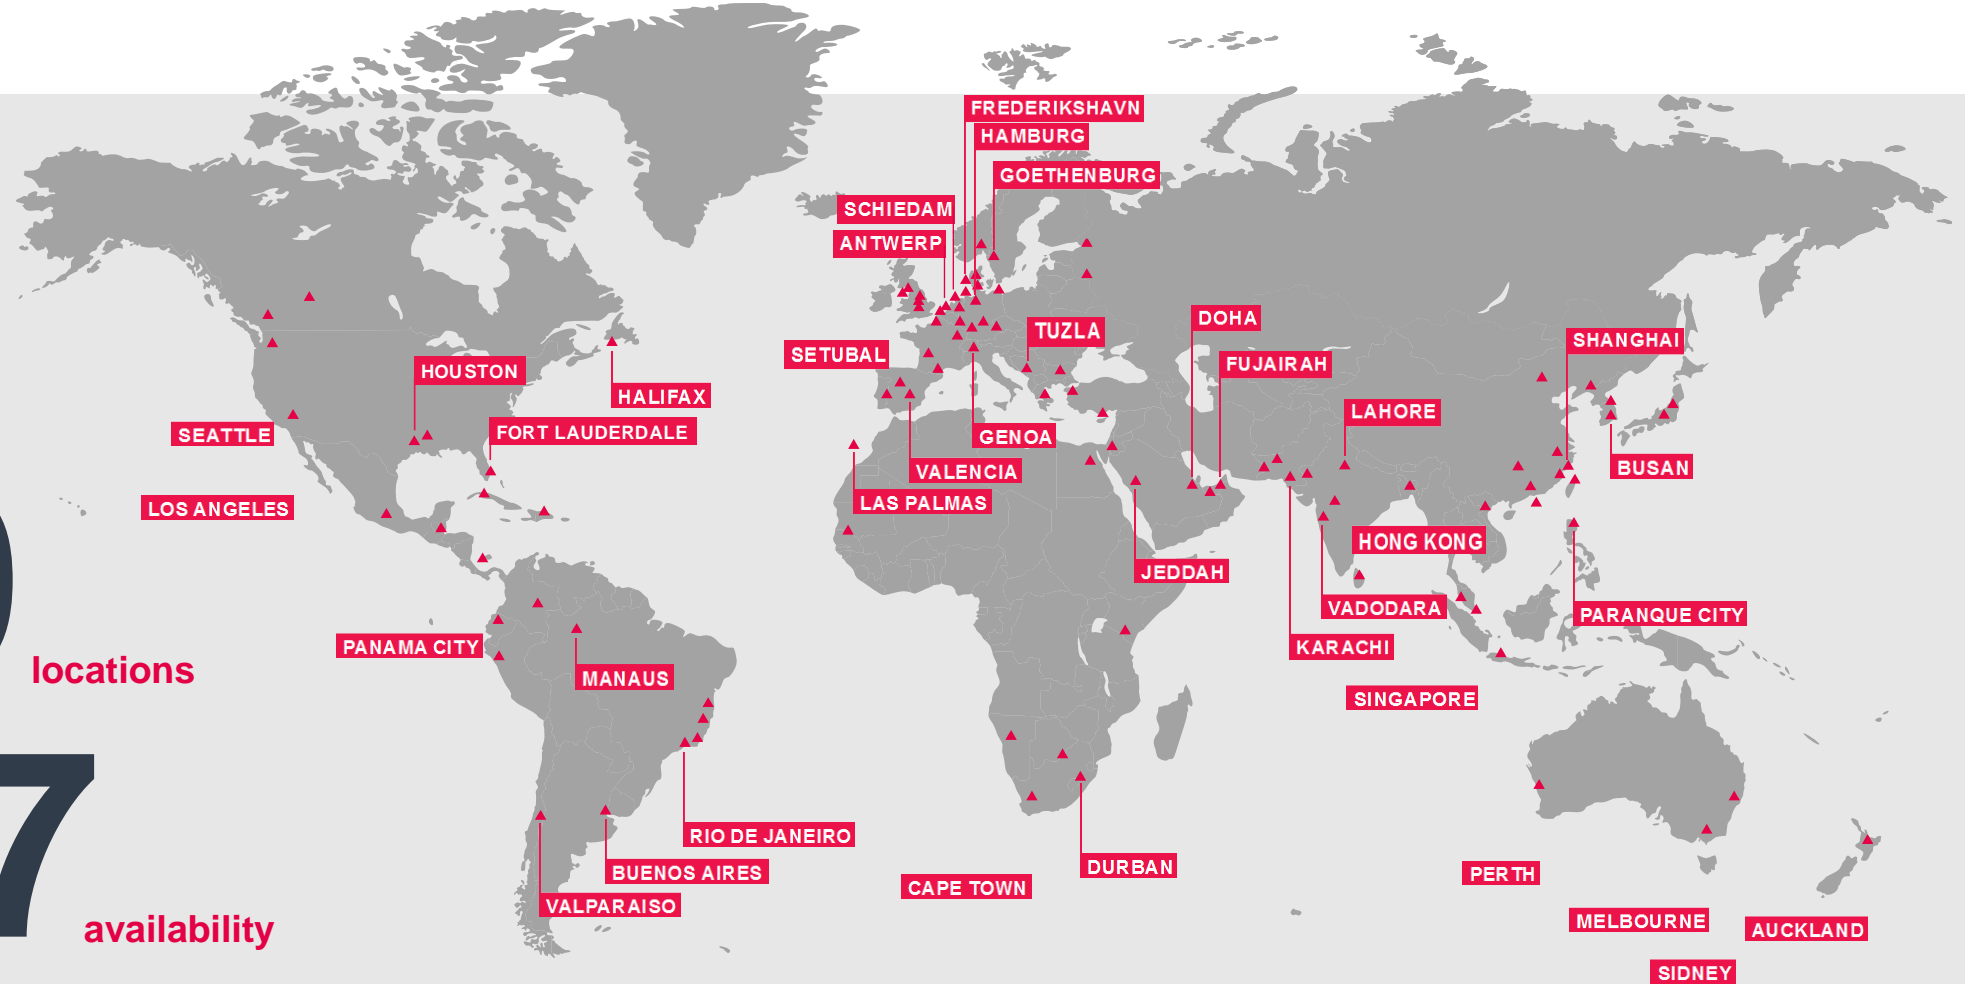 FREDERIKSHAVN
HAMBURG
GOETHENBURG
SCHIEDAM
ANTWERP
DOHA
TUZLA
SHANGHAI
SETUBAL
FUJAIRAH
HOUSTON
HALIFAX
LAHORE
SEATTLE
FORT LAUDERDALE
GENOA
BUSAN
VALENCIA
LAS PALMAS
LOS ANGELES
HONG KONG
JEDDAH
VADODARA
PARANQUE CITY
PANAMA CITY
KARACHI
locations
MANAUS
SINGAPORE
7
RIO DE JANEIRO
BUENOS AIRES
DURBAN
PERTH
CAPE TOWN
VALPARAISO
MELBOURNE
AUCKLAND
availability
SIDNEY